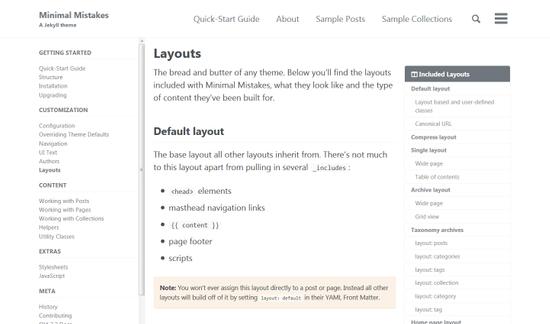 Minimal Mistakes
A Jekyll theme
Quick-Start Guide
About
Sample Posts
Sample Collections
GETTING STARTED
Quick-Start Guide
Structure
Installation
Upgrading
CUSTOMIZATION
Configuration
Overriding Theme Defaults
Navigation
UI Text
Authors
Layouts
CONTENT
Working with Posts
Working with Pages
Working with Collections
Helpers
Utility Classes
EXTRAS
Stylesheets
JavaScript
META
History
Contributing
Layouts
The bread and butter of any theme. Below you'll find the layouts
included with Minimal Mistakes, what they look like and the type
of content they've been built for.
Default layout
The base layout all other layouts inherit from. There's not much
to this layout apart from pulling in several _includes :
• <head> elements
• masthead navigation links
• {{ content }}
• page footer
• scripts
Note: You won't ever assign this layout directly to a post or page. Instead all other
layouts will build off of it by setting layout: default in their YAML Front Matter.
Included Layouts
Default layout
Layout based and user-defined
classes
Canonical URL
Compress layout
Single layout
Wide page
Table of contents
Archive layout
Wide page
Grid view
Taxonomy archives
layout: posts
layout: categories
layout: tags
layout: collection
layout: category
layout: tag
Home page layout